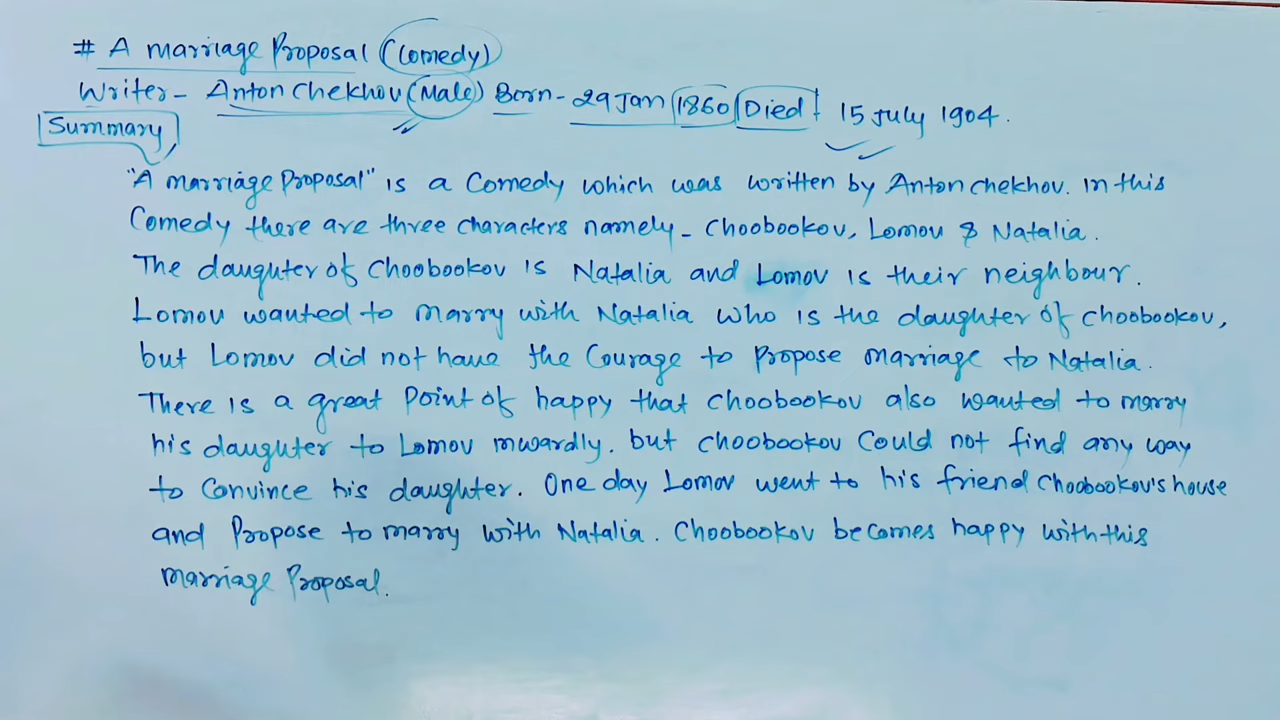 # A marriage Proposal (Comedy)
Writer- Anton Chekhov (Male) Born- 29 Jan 1860 Died! 15 July 1904.
Summary
"A marriage Proposal" is a Comedy which was written by Anton Chekhov. In this
Comedy there are three characters namely- Choobookov, Lomov & Natalia.
The daughter of Choobookov is Natalia and Lomov is their neighbour.
Lomov wanted to marry with Natalia who is the daughter of Choobookov,
but Lomov did not have the Courage to Propose marriage to Natalia.
There is a great Point of happy that Choobookov also wanted to marry
his daughter to Lomov inwardly. but Choobookov Could not find any way
to Convince his daughter. One day Lomov went to his friend Choobookov's house
and Propose to marry with Natalia. Choobookov becomes happy with this
marriage Proposal.